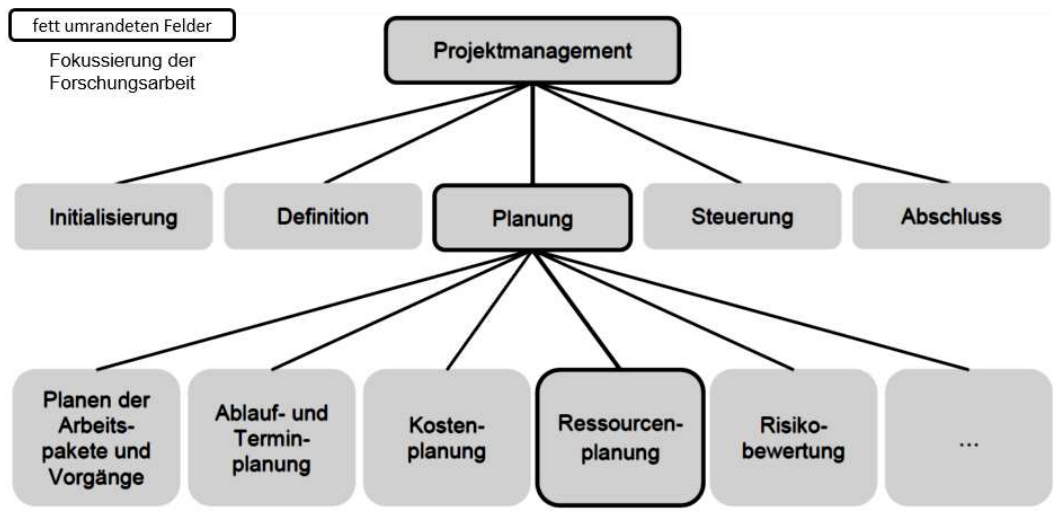 fett umrandeten Felder
Fokussierung der
Forschungsarbeit
Projektmanagement
Initialisierung
Definition
Planung
Steuerung
Abschluss
Planen der
Arbeits-
pakete und
Vorgänge
Ablauf- und
Termin-
planung
Kosten-
planung
Ressourcen-
planung
Risiko-
bewertung
...